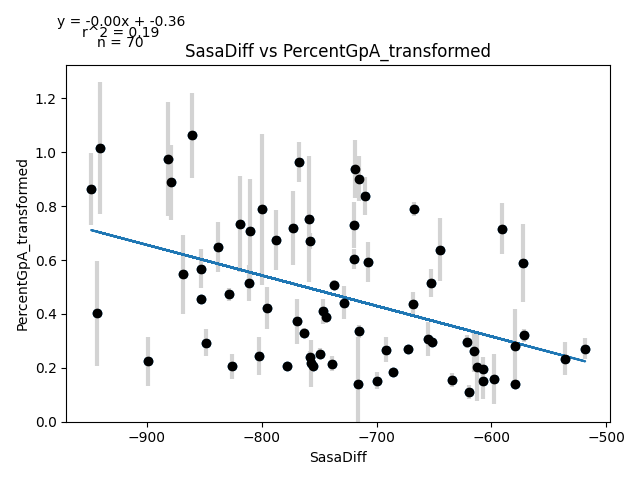 y = -0.00x + -0.36
r^2 = 0.19
n = 70
SasaDiff vs PercentGpA_transformed
PercentGpA_transformed
1.2
1.0
0.8
0.6
0.4
0.2
0.0
−900
−800
−700
−600
−500
SasaDiff